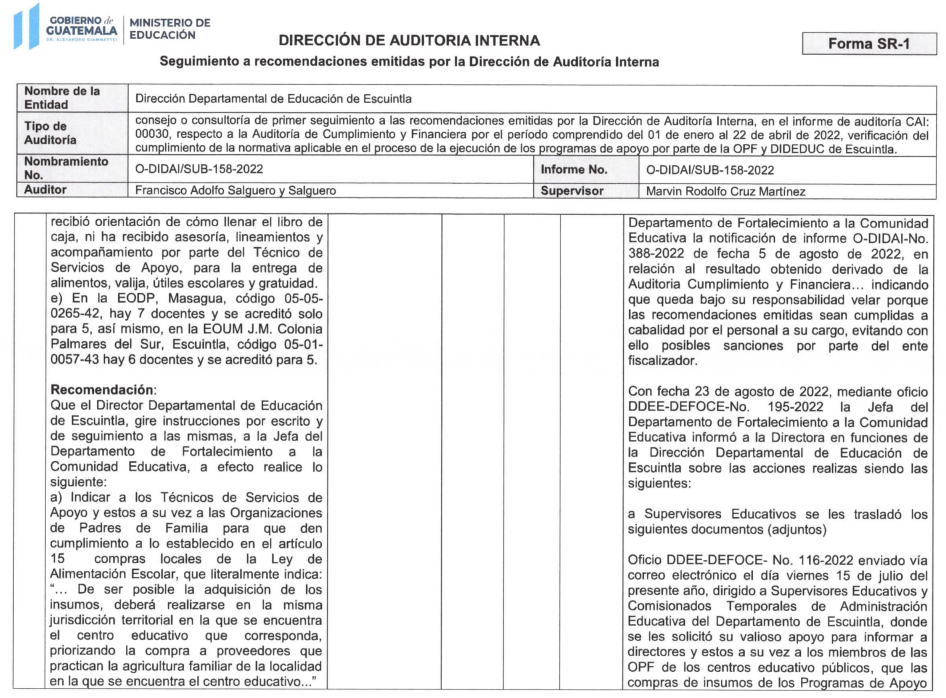 GOBIERNO de
GUATEMALA
DR. ALEJANDRO GIAMMATTEI
MINISTERIO DE
EDUCACIÓN
DIRECCIÓN DE AUDITORIA INTERNA
Forma SR-1
Seguimiento a recomendaciones emitidas por la Dirección de Auditoría Interna
Nombre de la
Entidad
Dirección Departamental de Educación de Escuintla
Tipo de
Auditoría
consejo o consultoría de primer seguimiento a las recomendaciones emitidas por la Dirección de Auditoría Interna, en el informe de auditoría CAI:
00030, respecto a la Auditoría de Cumplimiento y Financiera por el período comprendido del 01 de enero al 22 de abril de 2022, verificación del
cumplimiento de la normativa aplicable en el proceso de la ejecución de los programas de apoyo por parte de la OPF y DIDEDUC de Escuintla.
Nombramiento
No.
O-DIDAI/SUB-158-2022
Informe No.
O-DIDAI/SUB-158-2022
Auditor
Francisco Adolfo Salguero y Salguero
Supervisor
Marvin Rodolfo Cruz Martínez
recibió orientación de cómo llenar el libro de
caja, ni ha recibido asesoría, lineamientos y
acompañamiento por parte del Técnico de
Servicios de Apoyo, para la entrega de
alimentos, valija, útiles escolares y gratuidad.
e) En la EODP, Masagua, código 05-05-
0265-42, hay 7 docentes y se acreditó solo
para 5, así mismo, en la EOUM J.M. Colonia
Palmares del Sur, Escuintla, código 05-01-
0057-43 hay 6 docentes y se acreditó para 5.
Recomendación:
Que el Director Departamental de Educación
de Escuintla, gire instrucciones por escrito y
de seguimiento a las mismas, a la Jefa del
Departamento de Fortalecimiento a la
Comunidad Educativa, a efecto realice lo
siguiente:
a) Indicar a los Técnicos de Servicios de
Apoyo y estos a su vez a las Organizaciones
de Padres de Familia para que den
cumplimiento a lo establecido en el artículo
15 compras locales de la Ley de
Alimentación Escolar, que literalmente indica:
“... De ser posible la adquisición de los
insumos, deberá realizarse en la misma
jurisdicción territorial en la que se encuentra
el centro educativo que corresponda,
priorizando la compra a proveedores que
practican la agricultura familiar de la localidad
en la que se encuentra el centro educativo...”
Departamento de Fortalecimiento a la Comunidad
Educativa la notificación de informe O-DIDAI-No.
388-2022 de fecha 5 de agosto de 2022, en
relación al resultado obtenido derivado de la
Auditoria Cumplimiento y Financiera... indicando
que queda bajo su responsabilidad velar porque
las recomendaciones emitidas sean cumplidas a
cabalidad por el personal a su cargo, evitando con
ello posibles sanciones por parte del ente
fiscalizador.
Con fecha 23 de agosto de 2022, mediante oficio
DDEE-DEFOCE-No. 195-2022 la Jefa del
Departamento de Fortalecimiento a la Comunidad
Educativa informó a la Directora en funciones de
la Dirección Departamental de Educación de
Escuintla sobre las acciones realizas siendo las
siguientes:
a Supervisores Educativos se les trasladó los
siguientes documentos (adjuntos)
Oficio DDEE-DEFOCE- No. 116-2022 enviado vía
correo electrónico el día viernes 15 de julio del
presente año, dirigido a Supervisores Educativos y
Comisionados Temporales de Administración
Educativa del Departamento de Escuintla, donde
se les solicitó su valioso apoyo para informar a
directores y estos a su vez a los miembros de las
OPF de los centros educativo públicos, que las
compras de insumos de los Programas de Apoyo